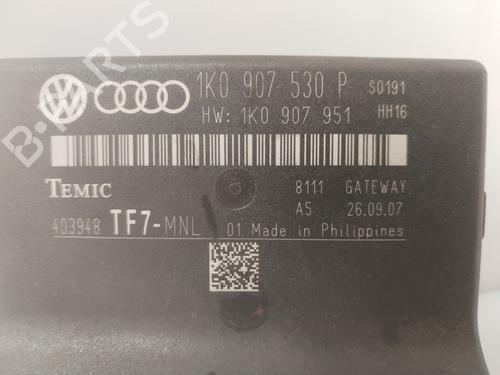 1K0 907 530 P S0191
HW: 1K0 907 951 HH16
TEMIC 8111 GATEWAY
A5 26.09.07
403948 TF7-MNL 01 Made in Philippines
B-PARTS